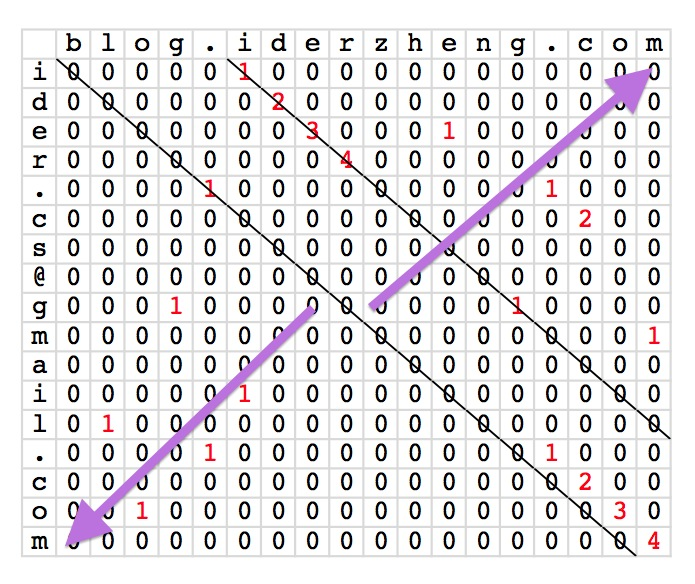 b l o g . i d e r z h e n g . c o m
i 0 0 0 0 0 1 0 0 0 0 0 0 0 0 0 0 0 0
d 0 0 0 0 0 0 2 0 0 0 0 0 0 0 0 0 0 0
e 0 0 0 0 0 0 0 3 0 0 0 1 0 0 0 0 0 0
r 0 0 0 0 0 0 0 0 4 0 0 0 0 0 0 0 0 0
. 0 0 0 0 1 0 0 0 0 0 0 0 0 0 1 0 0 0
c 0 0 0 0 0 0 0 0 0 0 0 0 0 0 0 2 0 0
s 0 0 0 0 0 0 0 0 0 0 0 0 0 0 0 0 0 0
@ 0 0 0 0 0 0 0 0 0 0 0 0 0 0 0 0 0 0
g 0 0 0 1 0 0 0 0 0 0 0 0 0 1 0 0 0 0
m 0 0 0 0 0 0 0 0 0 0 0 0 0 0 0 0 0 1
a 0 0 0 0 0 0 0 0 0 0 0 0 0 0 0 0 0 0
i 0 0 0 0 0 1 0 0 0 0 0 0 0 0 0 0 0 0
l 0 1 0 0 0 0 0 0 0 0 0 0 0 0 0 0 0 0
. 0 0 0 0 1 0 0 0 0 0 0 0 0 0 1 0 0 0
c 0 0 0 0 0 0 0 0 0 0 0 0 0 0 0 2 0 0
o 0 0 1 0 0 0 0 0 0 0 0 0 0 0 0 0 3 0
m 0 0 0 0 0 0 0 0 0 0 0 0 0 0 0 0 0 4